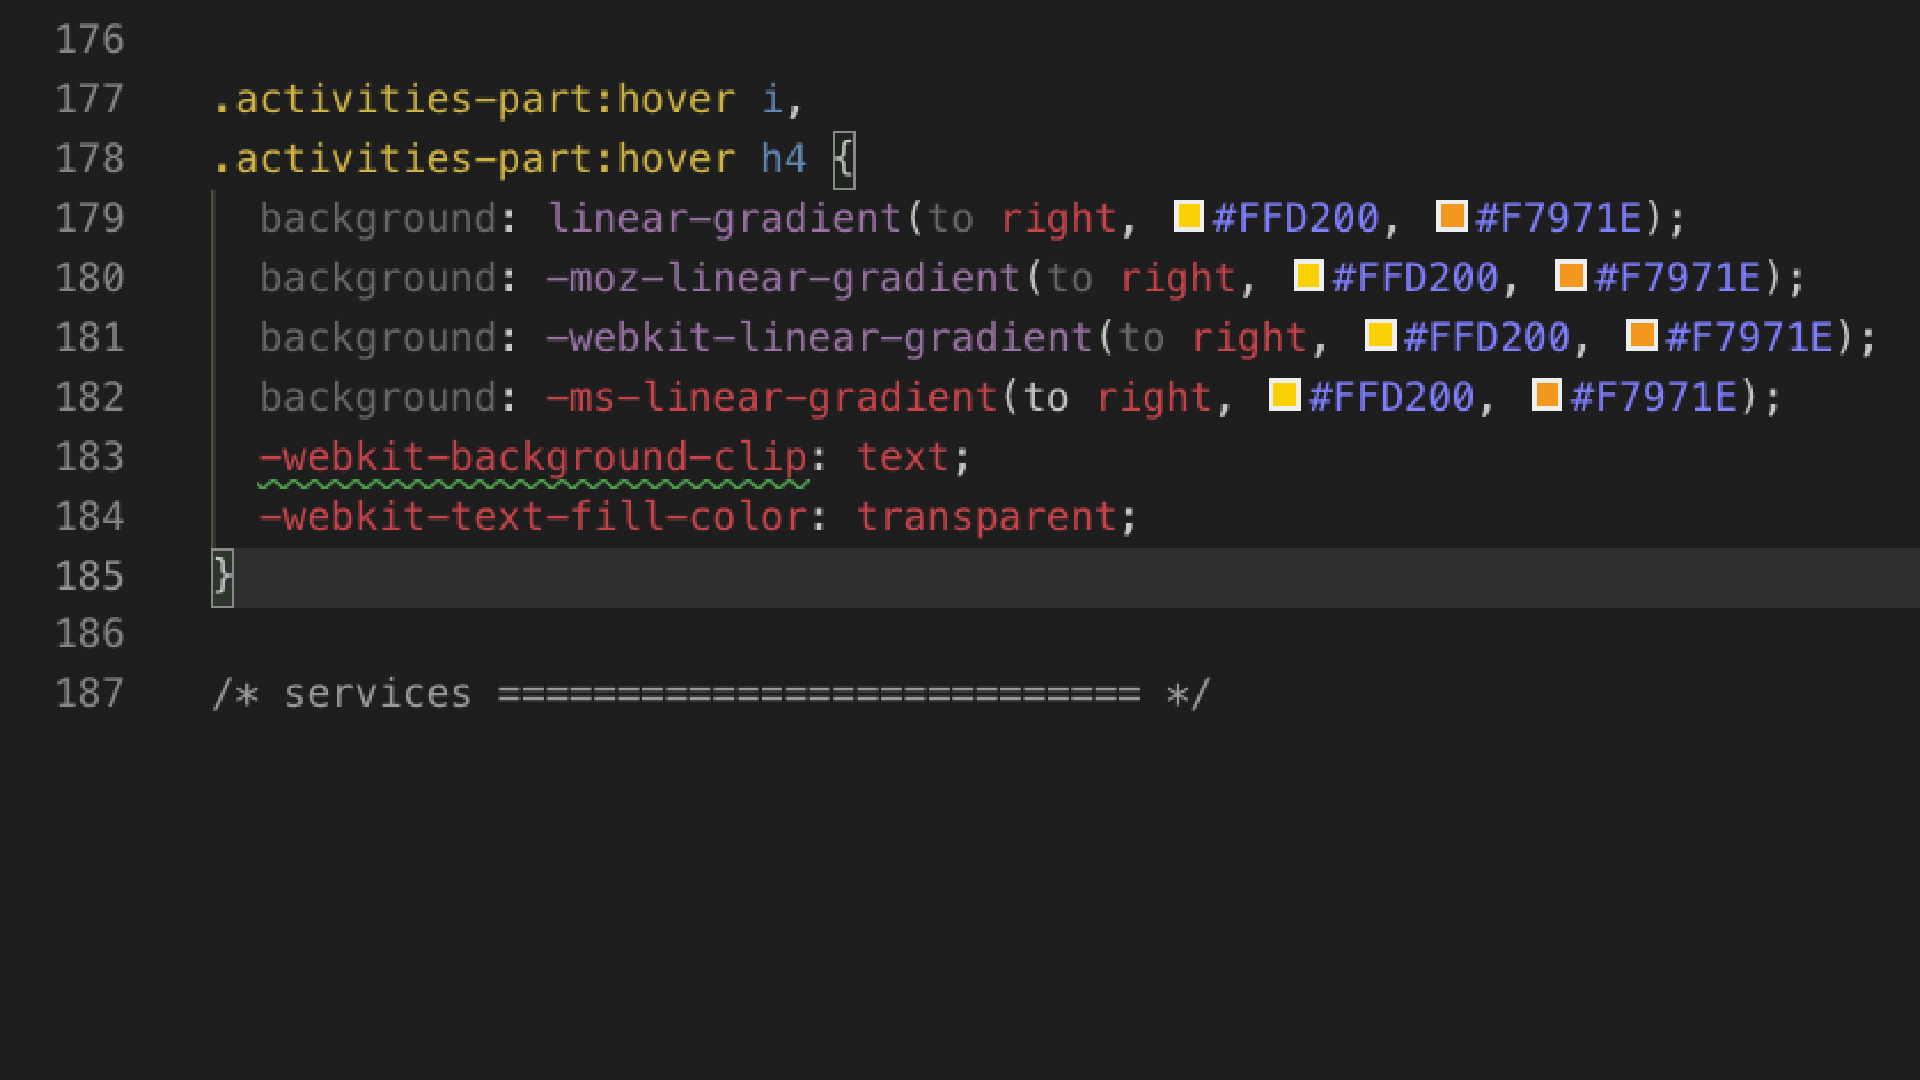 176
177 .activities-part:hover i,
178 .activities-part:hover h4 {
179 background: linear-gradient(to right, #FFD200, #F7971E);
180 background: -moz-linear-gradient(to right, #FFD200, #F7971E);
181 background: -webkit-linear-gradient(to right, #FFD200, #F7971E);
182 background: -ms-linear-gradient(to right, #FFD200, #F7971E);
183 -webkit-background-clip: text;
184 -webkit-text-fill-color: transparent;
185 }
186
187 /* services =========================== */